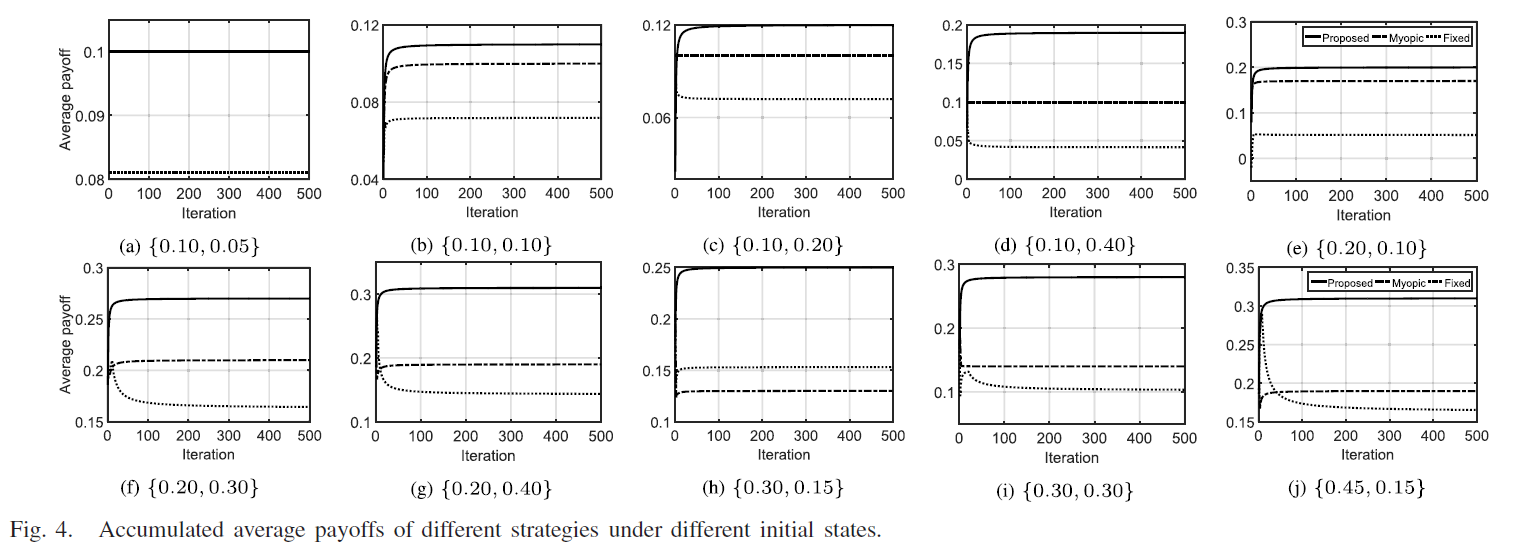 0.1
0.09
0.08
Average payoff
0 100 200 300 400 500
Iteration
(a) {0.10, 0.05}
0.12
0.08
0.04
0 100 200 300 400 500
Iteration
(b) {0.10, 0.10}
0.12
0.06
0 100 200 300 400 500
Iteration
(c) {0.10, 0.20}
0.2
0.15
0.1
0.05
0
0 100 200 300 400 500
Iteration
(d) {0.10, 0.40}
0.3
0.2
0.1
0
Proposed Myopic Fixed
0 100 200 300 400 500
Iteration
(e) {0.20, 0.10}
0.3
0.25
0.2
0.15
Average payoff
0 100 200 300 400 500
Iteration
(f) {0.20, 0.30}
0.3
0.2
0.1
0 100 200 300 400 500
Iteration
(g) {0.20, 0.40}
0.25
0.2
0.15
0.1
0 100 200 300 400 500
Iteration
(h) {0.30, 0.15}
0.3
0.2
0.1
0 100 200 300 400 500
Iteration
(i) {0.30, 0.30}
0.35
0.3
0.25
0.2
0.15
Proposed Myopic Fixed
0 100 200 300 400 500
Iteration
(j) {0.45, 0.15}
Fig. 4. Accumulated average payoffs of different strategies under different initial states.